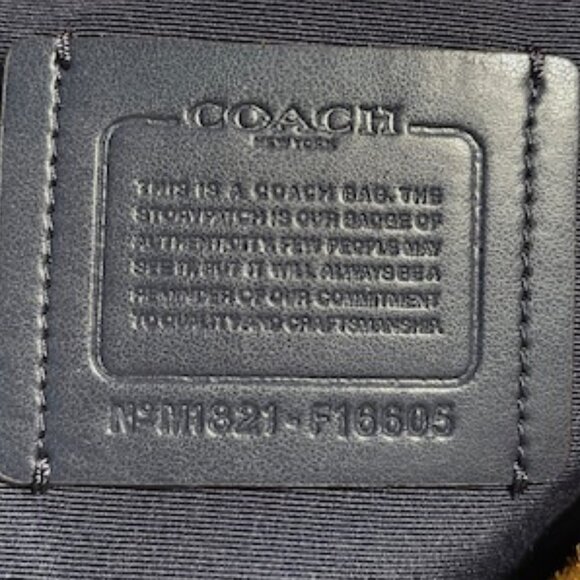 COACH
NEW YORK
THIS IS A COACH BAG. THE
STORYPATCH IS OUR BADGE OF
AUTHENTICITY. FEW PEOPLE MAY
SEE IT, BUT IT WILL ALWAYS BE A
REMINDER OF OUR COMMITMENT
TO QUALITY, AND CRAFTSMANSHIP.
Nº M1821-F16605